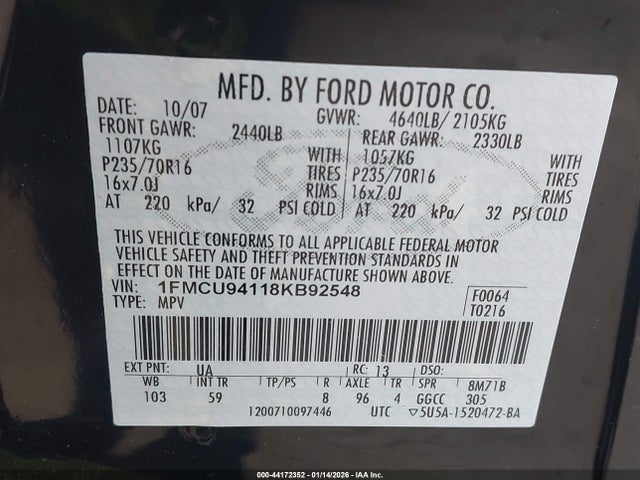 MFD. BY FORD MOTOR CO.
DATE: 10/07 GVWR: 4640LB/ 2105KG
FRONT GAWR: 2440LB REAR GAWR: 2330LB
1107KG WITH 1057KG WITH
P235/70R16 TIRES P235/70R16 TIRES
16x7.0J RIMS 16x7.0J RIMS
AT 220 kPa/ 32 PSI COLD AT 220 kPa/ 32 PSI COLD
Ford
THIS VEHICLE CONFORMS TO ALL APPLICABLE FEDERAL MOTOR
VEHICLE SAFETY AND THEFT PREVENTION STANDARDS IN
EFFECT ON THE DATE OF MANUFACTURE SHOWN ABOVE.
VIN: 1FMCU94118KB92548 F0064
TYPE: MPV T0216
EXT PNT: UA RC: 13 DSO:
WB INT TR TP/PS R AXLE TR SPR 8M71B
103 59 8 96 4 GGCC 305
1200710097446 UTC ▽5U5A-1520472-BA
000-44172352 | 01/14/2026 | IAA Inc.